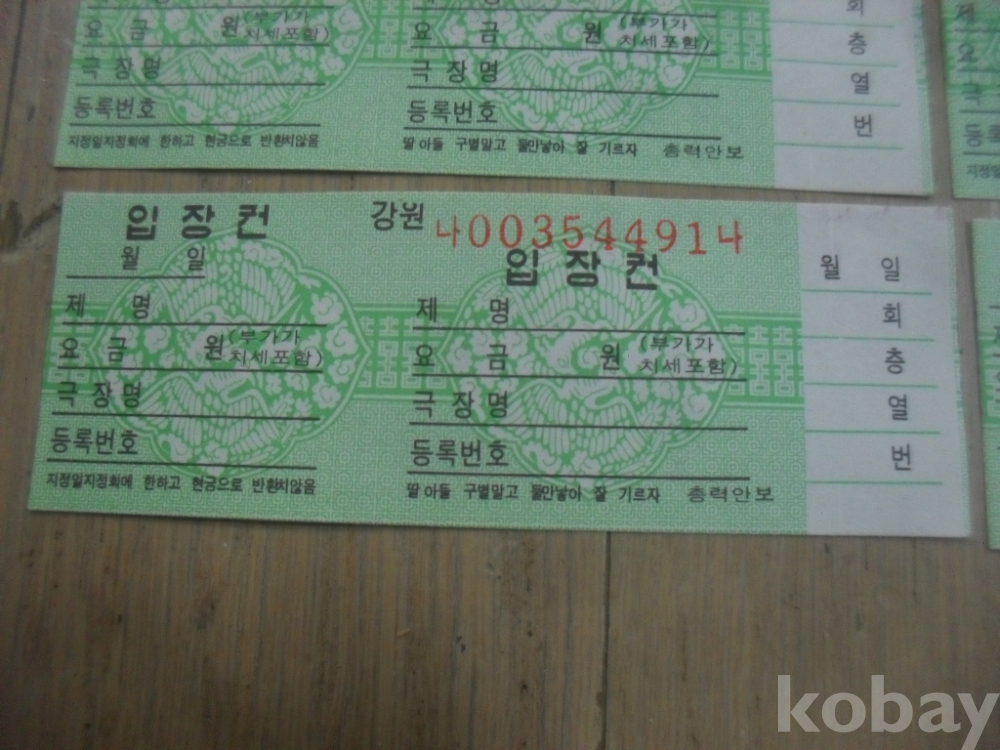 요 금 원 (부가가치세포함)
극장명
등록번호
지정일지정회에 한하고 현금으로 반환치않음
요 금 원 (부가가치세포함)
극장명
등록번호
딸아들 구별말고 둘만낳아 잘 기르자 총력안보
회
층
열
번
입장권
월 일
제 명
요 금 원 (부가가치세포함)
극장명
등록번호
지정일지정회에 한하고 현금으로 반환치않음
강원 나003544914
입장권
제 명
요 금 원 (부가가치세포함)
극장명
등록번호
딸아들 구별말고 둘만낳아 잘 기르자 총력안보
월 일
회
층
열
번
제
요
극
등
지정
kobay